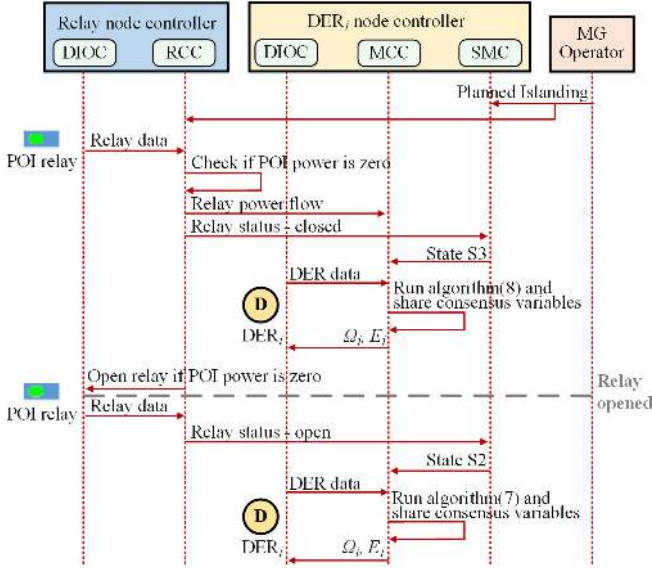 Relay node controller
DER_i node controller
MG
Operator
DIOC
RCC
DIOC
MCC
SMC
Planned Islanding
Relay data
POI relay
Check if POI power is zero
Relay power flow
Relay status - closed
State S3
DER data
Run algorithm(8) and
share consensus variables
D
DER_i
Ω_i, E_i
Open relay if POI power is zero
Relay
opened
POI relay
Relay data
Relay status - open
State S2
DER data
Run algorithm(7) and
share consensus variables
D
DER_i
Ω_i, E_i